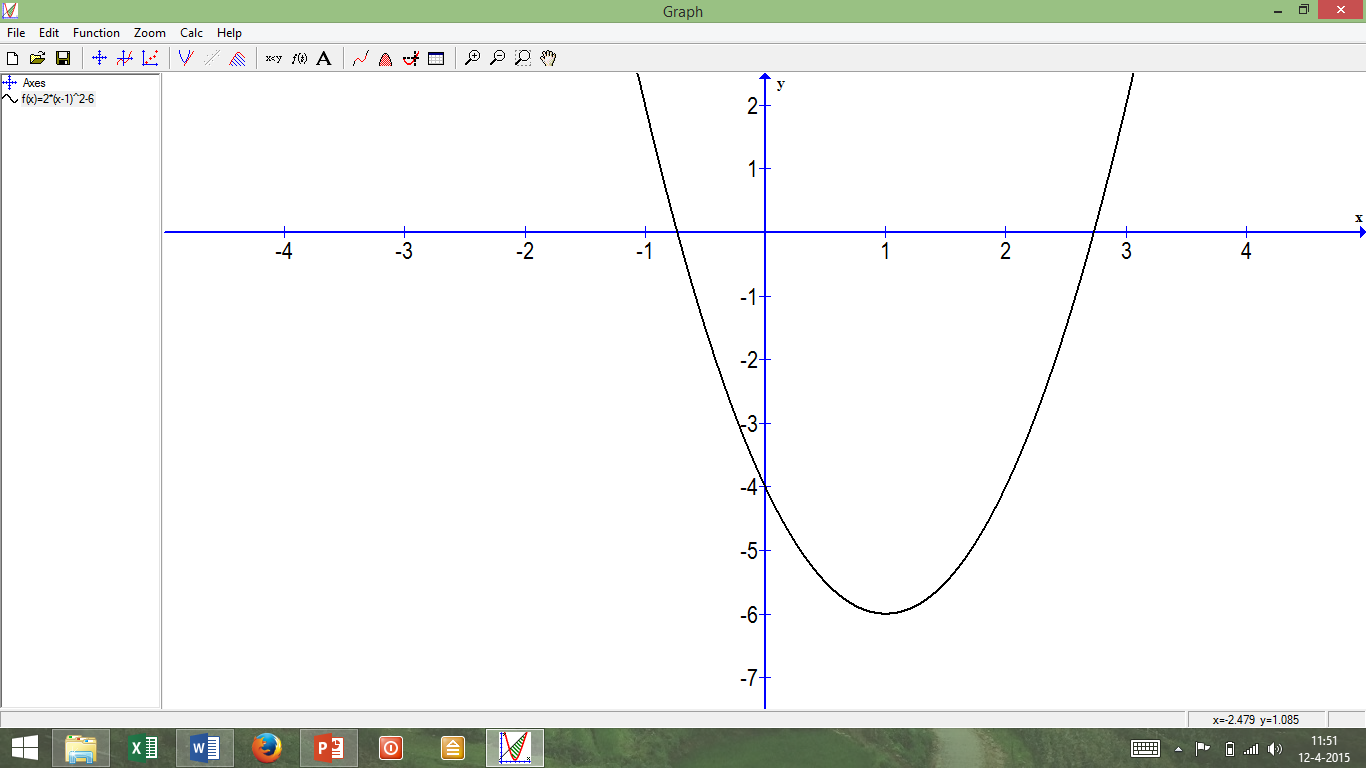 Graph
File Edit Function Zoom Calc Help
x<y f(t) A
Axes
f(x)=2*(x-1)^2-6
y
2
1
x
-4 -3 -2 -1 1 2 3 4
-1
-2
-3
-4
-5
-6
-7
x=-2.479 y=1.085
11:51
12-4-2015